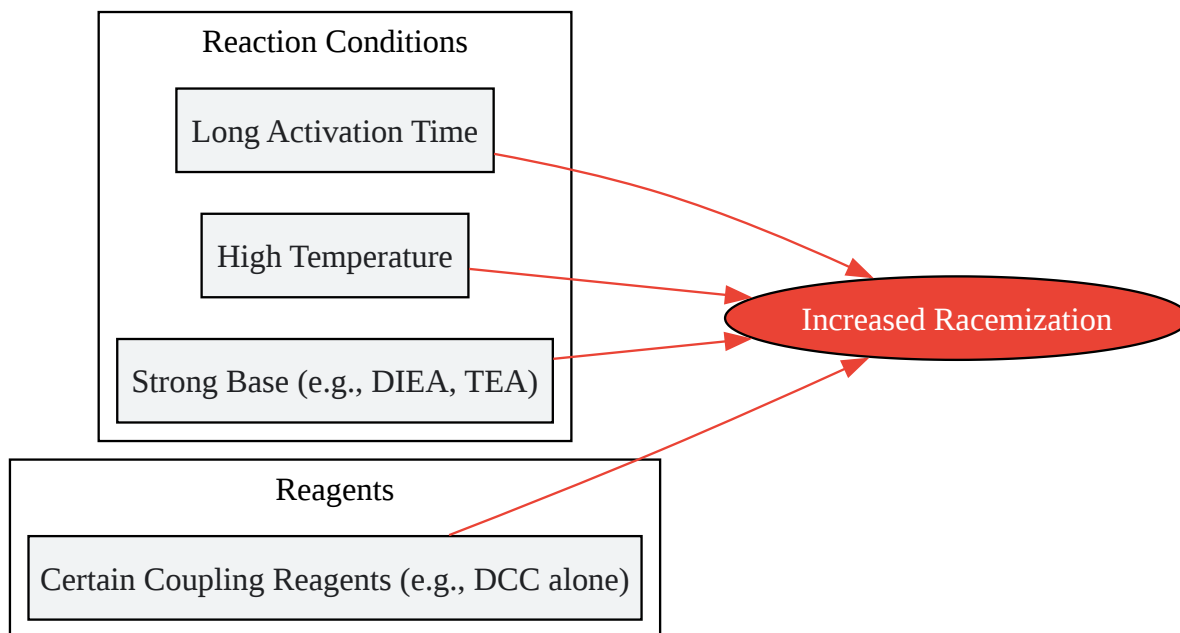 Reaction Conditions
Long Activation Time
High Temperature
Strong Base (e.g., DIEA, TEA)
Increased Racemization
Reagents
Certain Coupling Reagents (e.g., DCC alone)